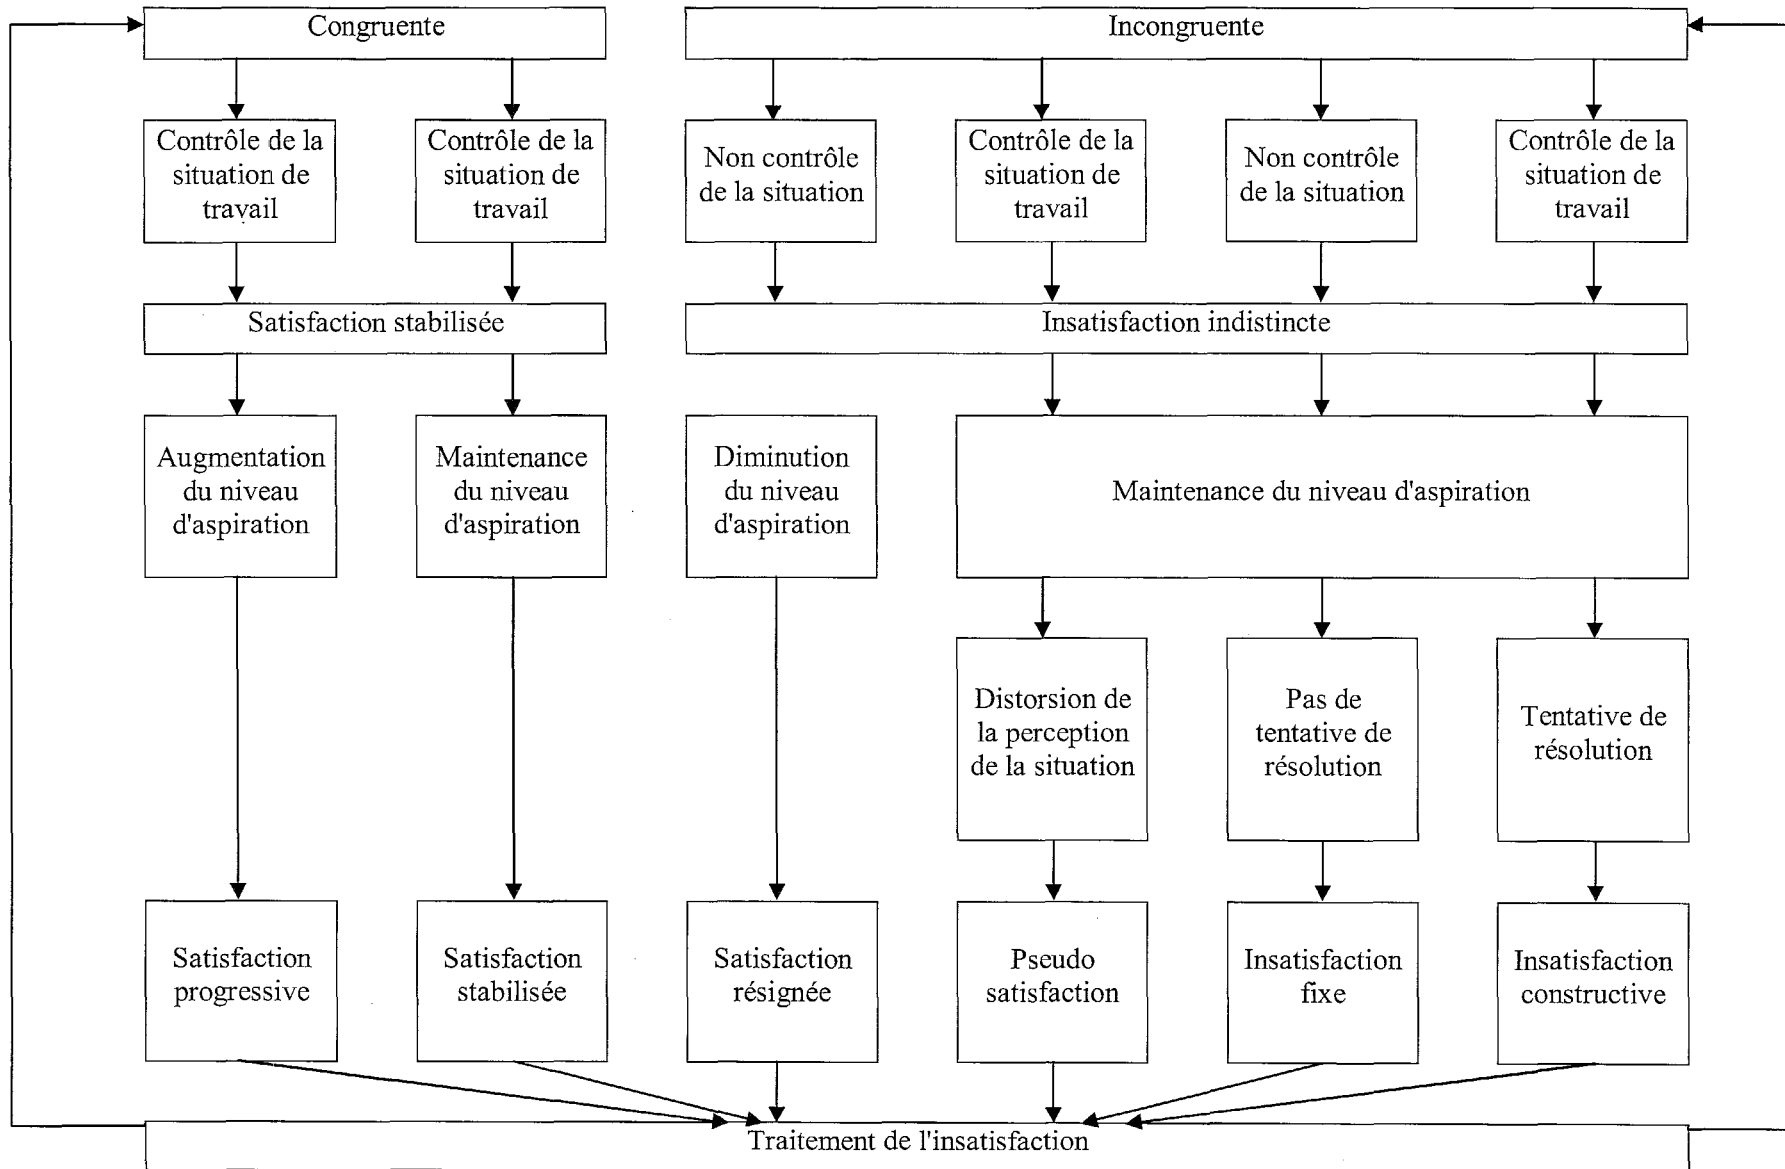 Congruente
Incongruente
Contrôle de la
situation de
travail
Contrôle de la
situation de
travail
Non contrôle
de la situation
Contrôle de la
situation de
travail
Non contrôle
de la situation
Contrôle de la
situation de
travail
Satisfaction stabilisée
Insatisfaction indistincte
Augmentation
du niveau
d'aspiration
Maintenance
du niveau
d'aspiration
Diminution
du niveau
d'aspiration
Maintenance du niveau d'aspiration
Distorsion de
la perception
de la situation
Pas de
tentative de
résolution
Tentative de
résolution
Satisfaction
progressive
Satisfaction
stabilisée
Satisfaction
résignée
Pseudo
satisfaction
Insatisfaction
fixe
Insatisfaction
constructive
Traitement de l'insatisfaction